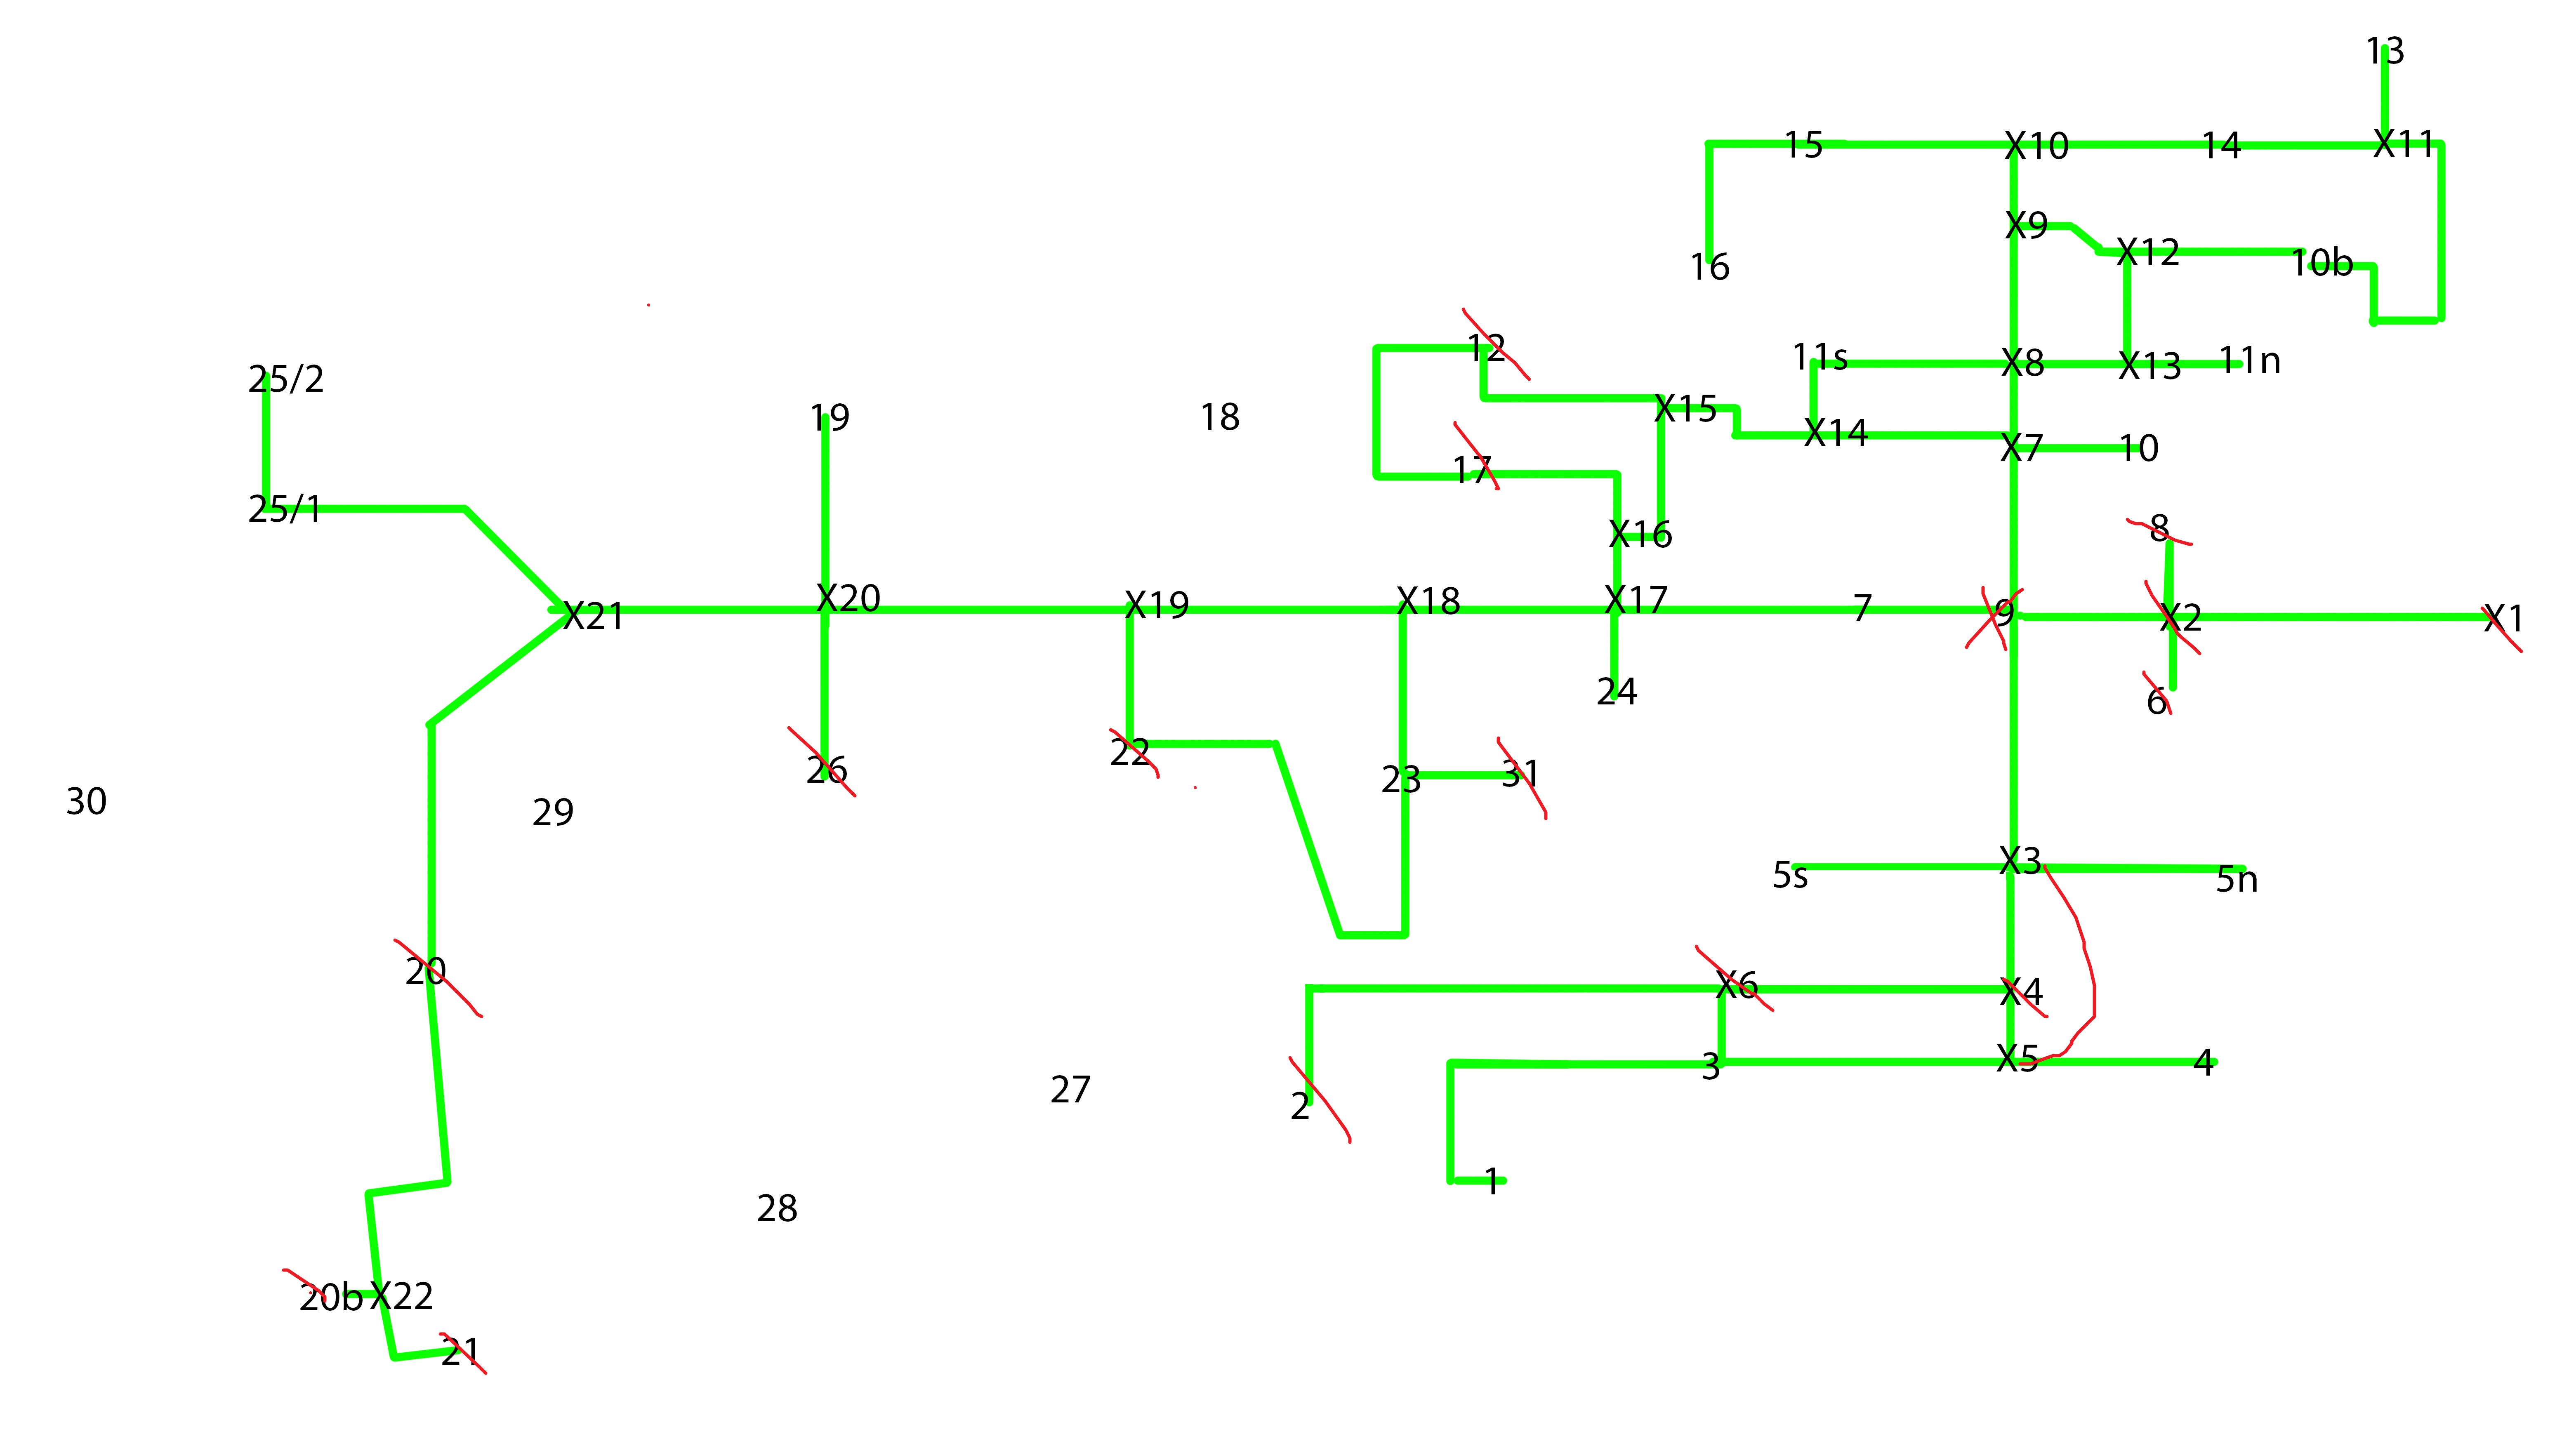 13
15 X10 14 X11
X9
X12 10b
16
12 11s X8 X13 11n
25/2
19 18 X15
X14 X7 10
17
25/1
X16 8
X20 X19 X18 X17 7 9 X2 X1
X21
24 6
22 26 23 31
30 29
X3
5s 5n
20 X6 X4
3 X5 4
27 2
1
28
20b X22
21